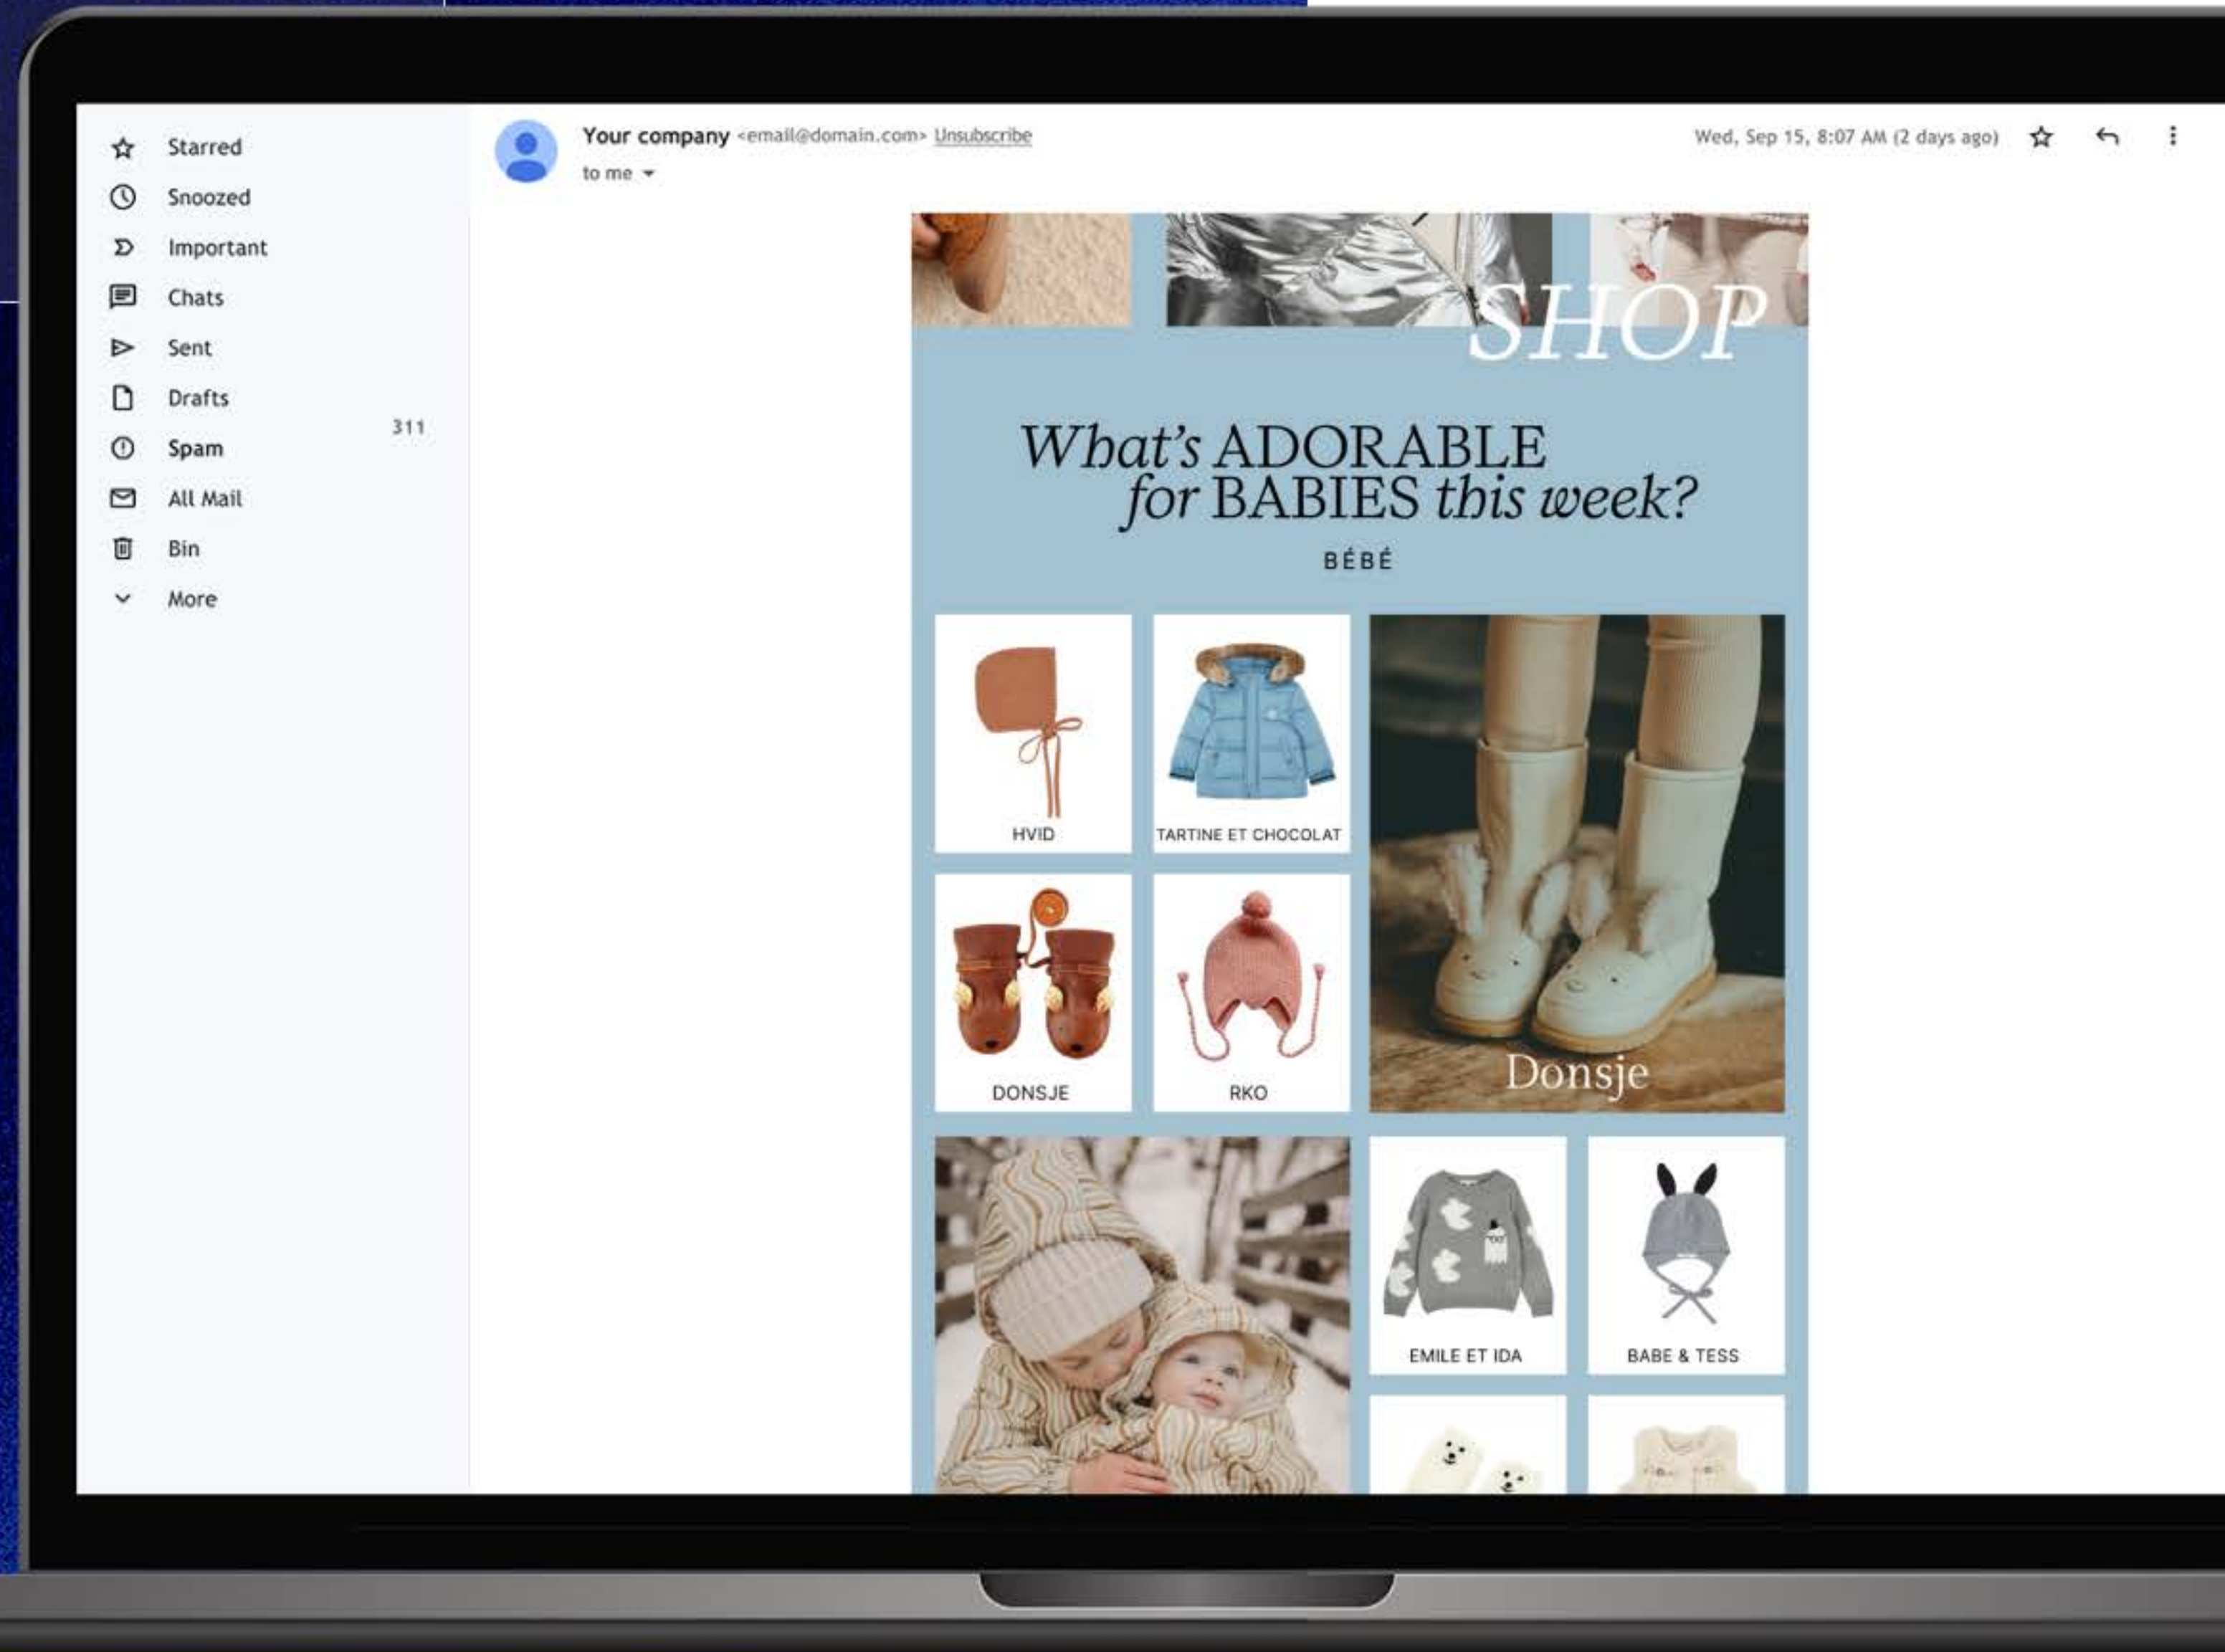 Starred
Snoozed
Important
Chats
Sent
Drafts
311
Spam
All Mail
Bin
More
Your company <email@domain.com> Unsubscribe
to me
Wed, Sep 15, 8:07 AM (2 days ago)
SHOP
What's ADORABLE
for BABIES this week?
BÉBÉ
HVID
TARTINE ET CHOCOLAT
DONSJE
RKO
Donsje
EMILE ET IDA
BABE & TESS